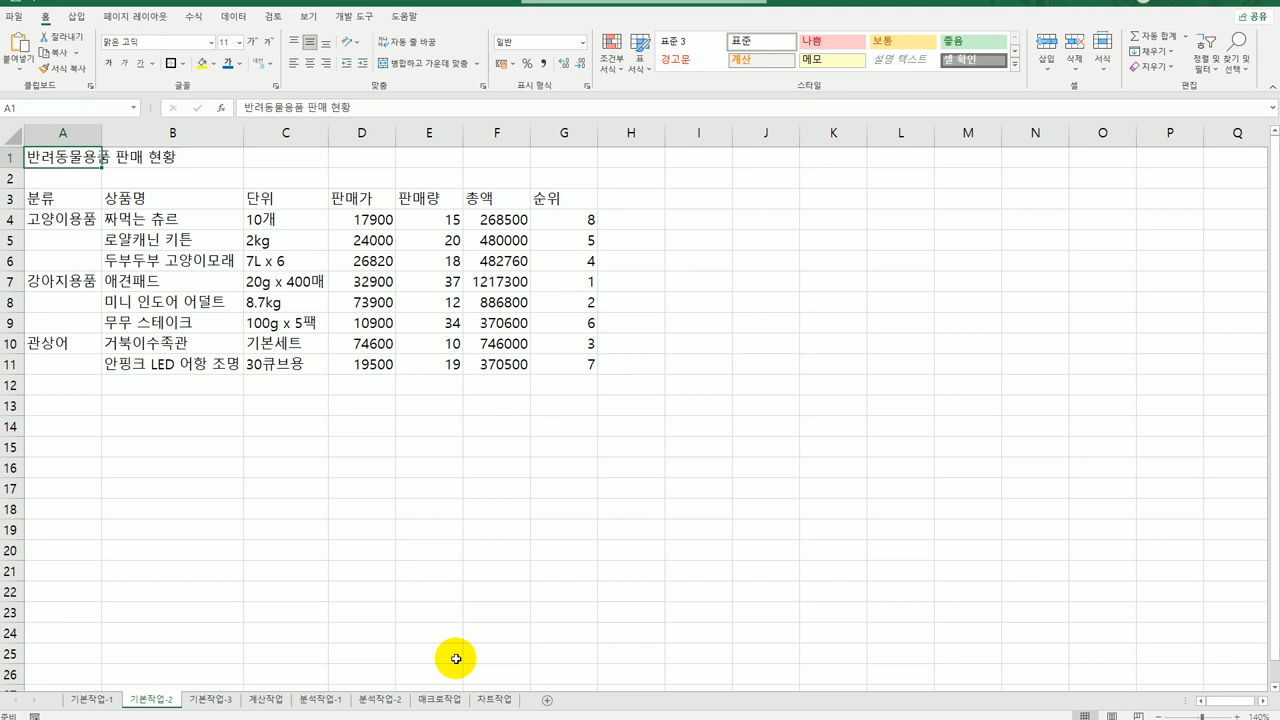 파일 홈 삽입 페이지 레이아웃 수식 데이터 검토 보기 개발 도구 도움말 공유
붙여넣기 잘라내기 복사 서식 복사 클립보드
맑은 고딕 11 가 가 가 글꼴
자동 줄 바꿈 병합하고 가운데 맞춤 맞춤
일반 % 표시 형식
조건부 서식 표 서식 표준 3 표준 나쁨 보통 좋음
경고문 계산 메모 설명 텍스트 셀 확인 스타일
삽입 삭제 서식 셀
자동 합계 채우기 지우기 정렬 및 필터 찾기 및 선택 편집
A1 fx 반려동물용품 판매 현황
A B C D E F G H I J K L M N O P Q
1 반려동물용품 판매 현황
2
3 분류 상품명 단위 판매가 판매량 총액 순위
4 고양이용품 짜먹는 츄르 10개 17900 15 268500 8
5 로얄캐닌 키튼 2kg 24000 20 480000 5
6 두부두부 고양이모래 7L x 6 26820 18 482760 4
7 강아지용품 애견패드 20g x 400매 32900 37 1217300 1
8 미니 인도어 어덜트 8.7kg 73900 12 886800 2
9 무무 스테이크 100g x 5팩 10900 34 370600 6
10 관상어 거북이수족관 기본세트 74600 10 746000 3
11 안핑크 LED 어항 조명 30큐브용 19500 19 370500 7
12
13
14
15
16
17
18
19
20
21
22
23
24
25
26
기본작업-1 기본작업-2 기본작업-3 계산작업 분석작업-1 분석작업-2 매크로작업 차트작업
준비 140%